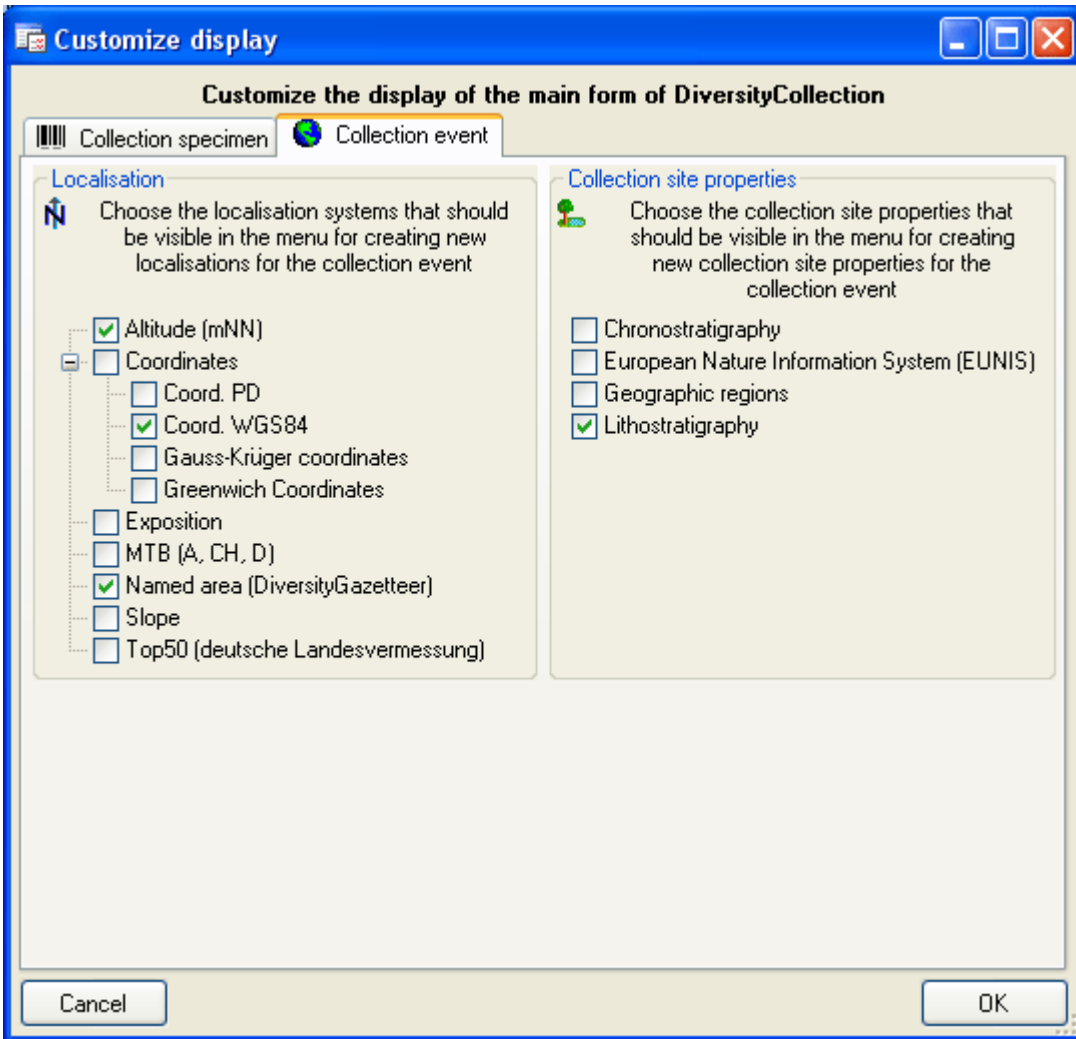 Customize display
Customize the display of the main form of DiversityCollection
Collection specimen
Collection event
Localisation
Choose the localisation systems that should
be visible in the menu for creating new
localisations for the collection event
Altitude (mNN)
Coordinates
Coord. PD
Coord. WGS84
Gauss-Krüger coordinates
Greenwich Coordinates
Exposition
MTB (A, CH, D)
Named area (DiversityGazetteer)
Slope
Top50 (deutsche Landesvermessung)
Collection site properties
Choose the collection site properties that
should be visible in the menu for creating
new collection site properties for the
collection event
Chronostratigraphy
European Nature Information System (EUNIS)
Geographic regions
Lithostratigraphy
Cancel
OK